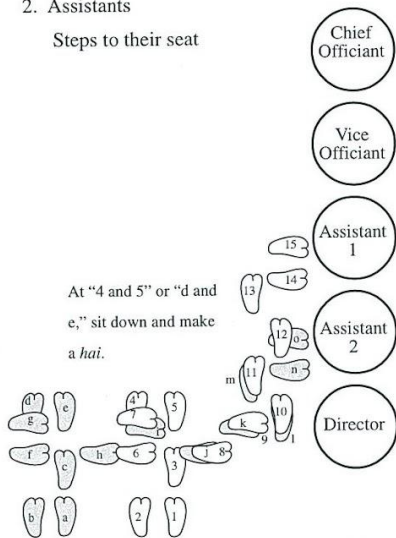 2. Assistants
Steps to their seat
Chief
Officiant
Vice
Officiant
Assistant
1
Assistant
2
Director
At “4 and 5” or “d and
e,” sit down and make
a hai.
15
14
13
12
o
11
n
m
10
k
9
l
d
e
g
4
7
5
i
f
c
h
6
3
j
8
b
a
2
1